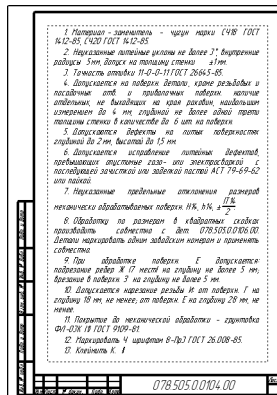 1. Материал - заменитель - чугун марки СЧ18 ГОСТ
1412-85, СЧ20 ГОСТ 1412-85.
2. Неуказанные литейные уклоны не более 3°, внутренние
радиусы 5мм, допуск на толщину стенки ±1мм.
3. Точность отливки 11-0-0-11 ГОСТ 26645-85.
4. Допускается на поверхн. детали, кроме резьбовых и
посадочных отв. и привалочных поверхн. наличие
отдельных, не выходящих на края раковин, наибольшим
измерением до 4 мм, глубиной не более одной трети
толщины стенки в количестве до 6 шт. на поверхн.
5. Допускаются дефекты на литых поверхностях
глубиной до 2 мм, высотой до 1,5 мм.
6. Допускается исправление литейных дефектов,
превышающих допустимые газо- или электросваркой с
последующей зачисткой или заделкой пастой АСТ 79-69-62
или пайкой.
7. Неуказанные предельные отклонения размеров
механически обрабатываемых поверхн. H14, h14, ± IT14/2.
8. Обработку по размерам в квадратных скобках
производить совместно с дет. 078.505.0.0106.00.
Детали маркировать одним заводским номером и применять
совместно.
9. При обработке поверхн. Е допускается:
подрезание ребер Ж (7 мест) на глубину не более 5 мм,
врезание в поверхн. З на глубину не более 5 мм.
10. Допускается нарезание резьбы И от поверхн. Г на
глубину 18 мм, не менее, от поверхн. Е на глубину 28 мм, не
менее.
11. Покрытие до механической обработки - грунтовка
ФЛ-03К ГОСТ 9109-81.
12. Маркировать Ч шрифтом 8-Пр3 ГОСТ 26.008-85.
13. Клеймить К
078.505.0.0104.00